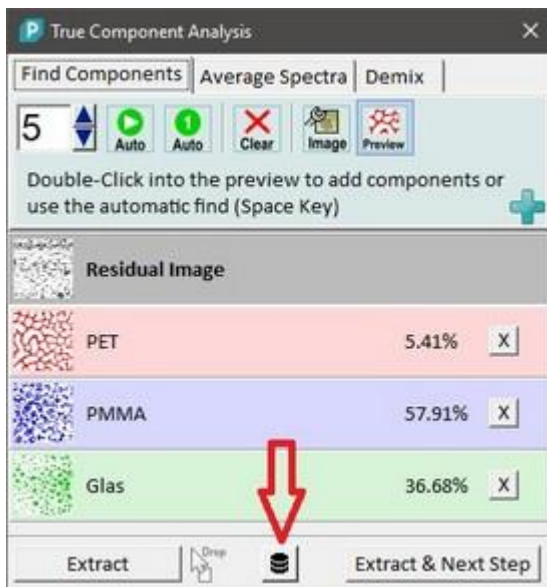 True Component Analysis
Find Components Average Spectra Demix
5 Auto Auto Clear Image Preview
Double-Click into the preview to add components or
use the automatic find (Space Key)
Residual Image
PET 5.41% X
PMMA 57.91% X
Glas 36.68% X
Extract Drop Extract & Next Step